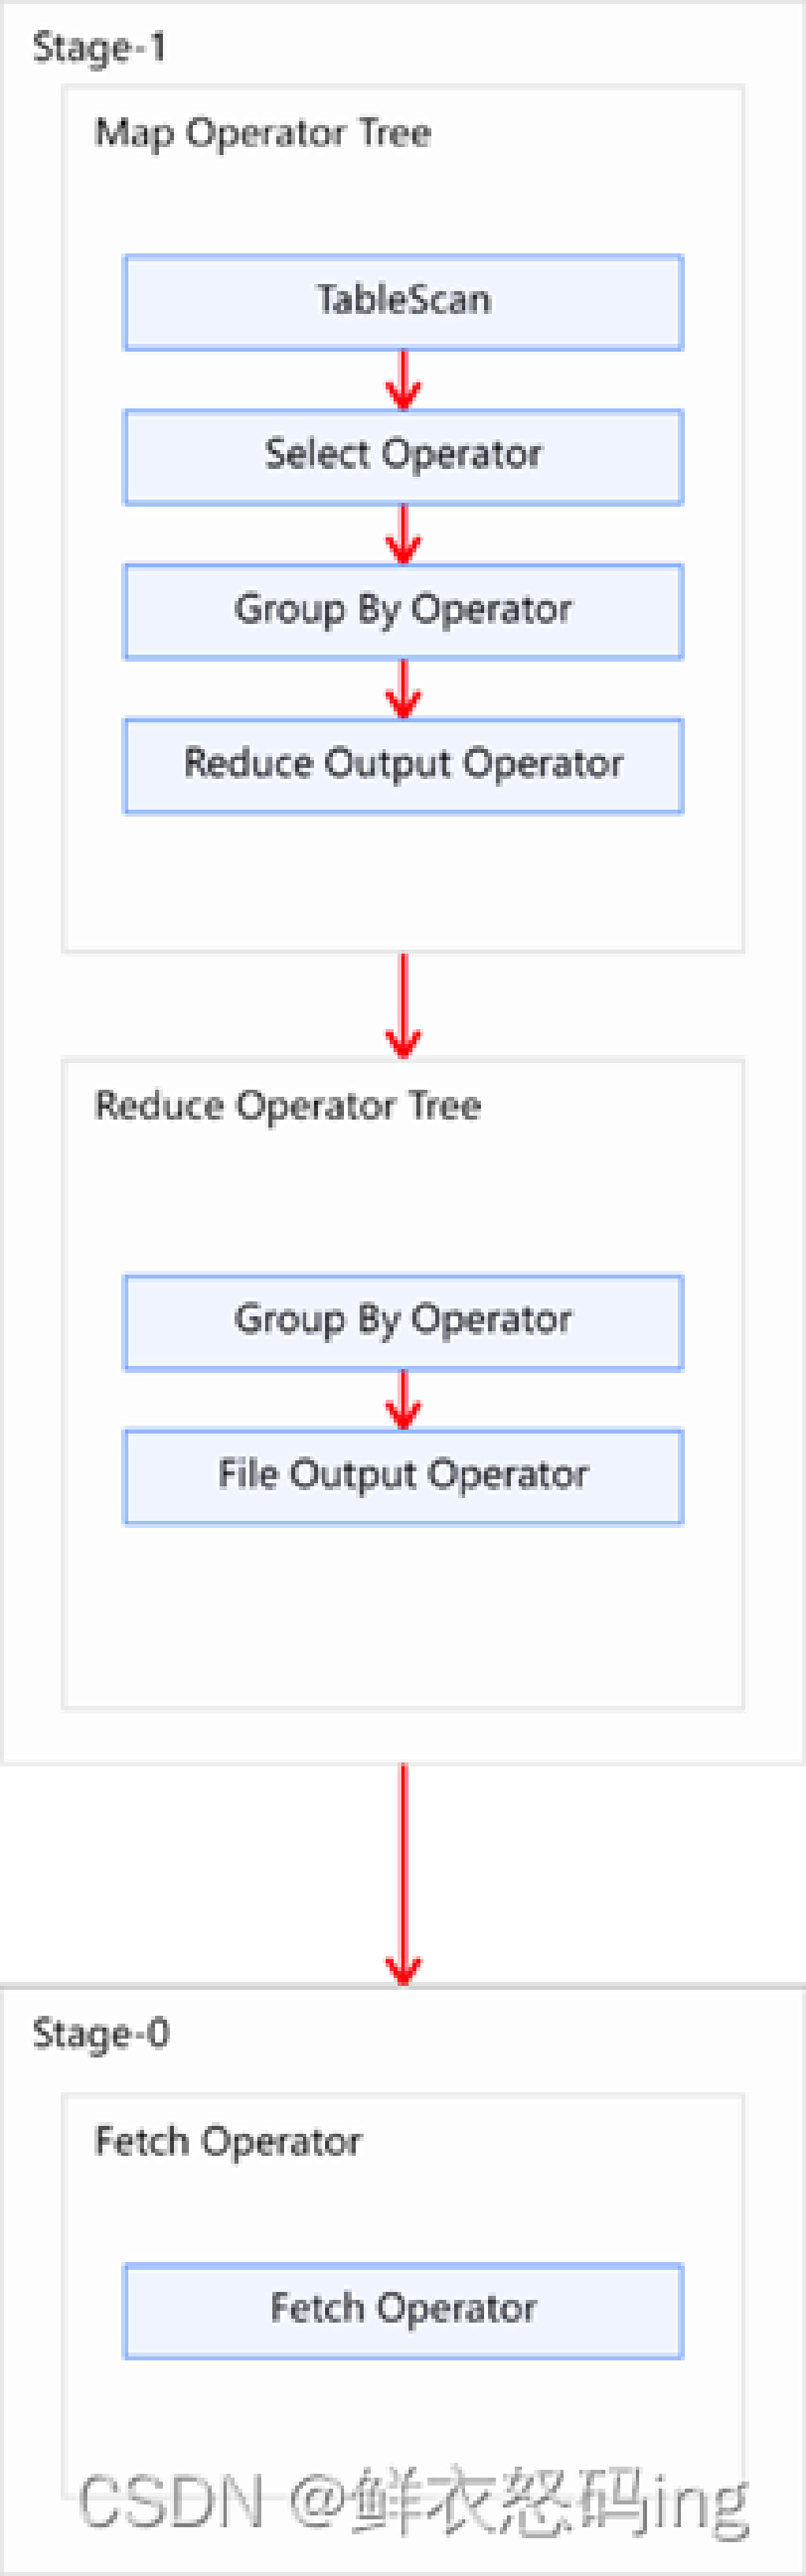 Stage-1
Map Operator Tree
TableScan
Select Operator
Group By Operator
Reduce Output Operator
Reduce Operator Tree
Group By Operator
File Output Operator
Stage-0
Fetch Operator
Fetch Operator
CSDN @鲜衣怒码ing